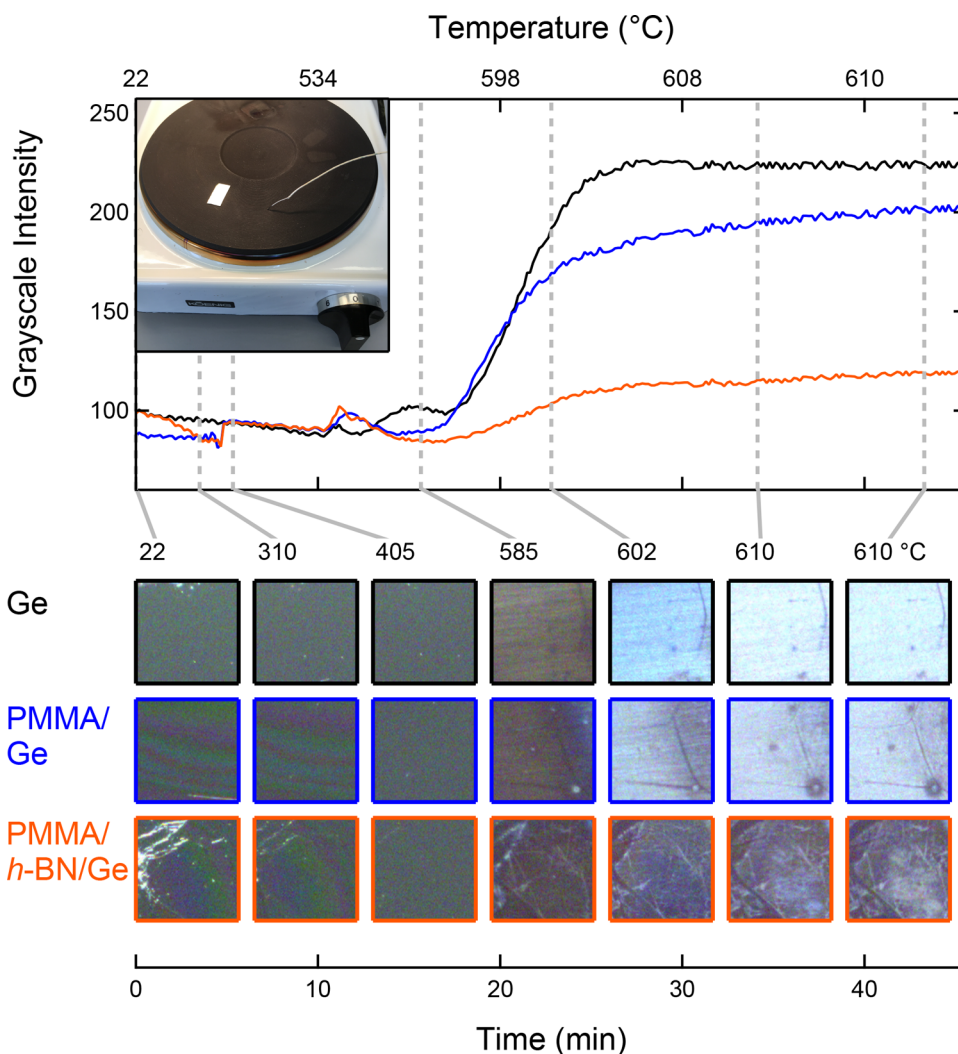 Temperature (°C)
22 534 598 608 610
Grayscale Intensity
250
200
150
100
22 310 405 585 602 610 610 °C
Ge
PMMA/
Ge
PMMA/
h-BN/Ge
0 10 20 30 40
Time (min)